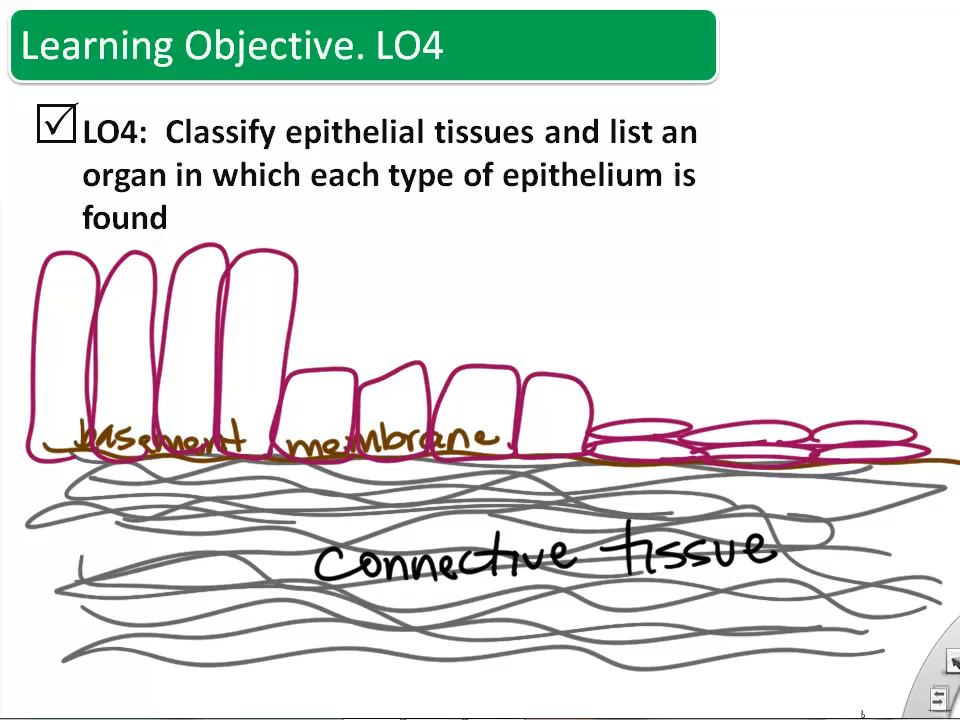 Learning Objective. LO4
LO4: Classify epithelial tissues and list an
organ in which each type of epithelium is
found
basement membrane
connective tissue